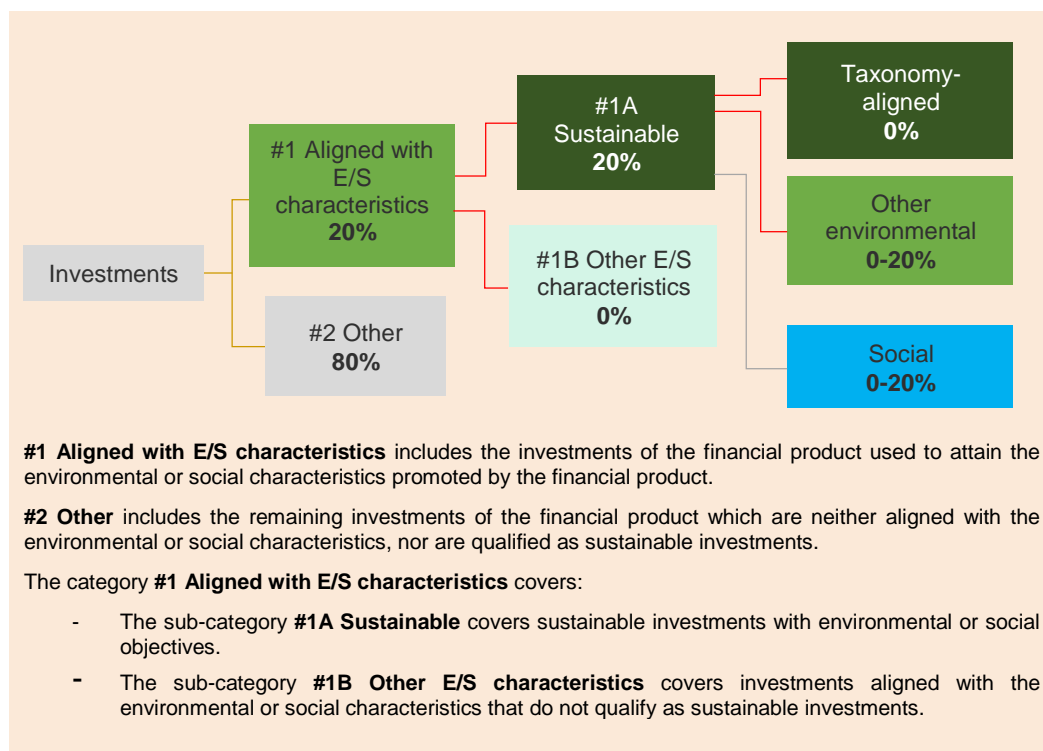 Investments
#1 Aligned with
E/S
characteristics
20%
#2 Other
80%
#1A
Sustainable
20%
#1B Other E/S
characteristics
0%
Taxonomy-
aligned
0%
Other
environmental
0-20%
Social
0-20%
#1 Aligned with E/S characteristics includes the investments of the financial product used to attain the
environmental or social characteristics promoted by the financial product.
#2 Other includes the remaining investments of the financial product which are neither aligned with the
environmental or social characteristics, nor are qualified as sustainable investments.
The category #1 Aligned with E/S characteristics covers:
- The sub-category #1A Sustainable covers sustainable investments with environmental or social
objectives.
- The sub-category #1B Other E/S characteristics covers investments aligned with the
environmental or social characteristics that do not qualify as sustainable investments.